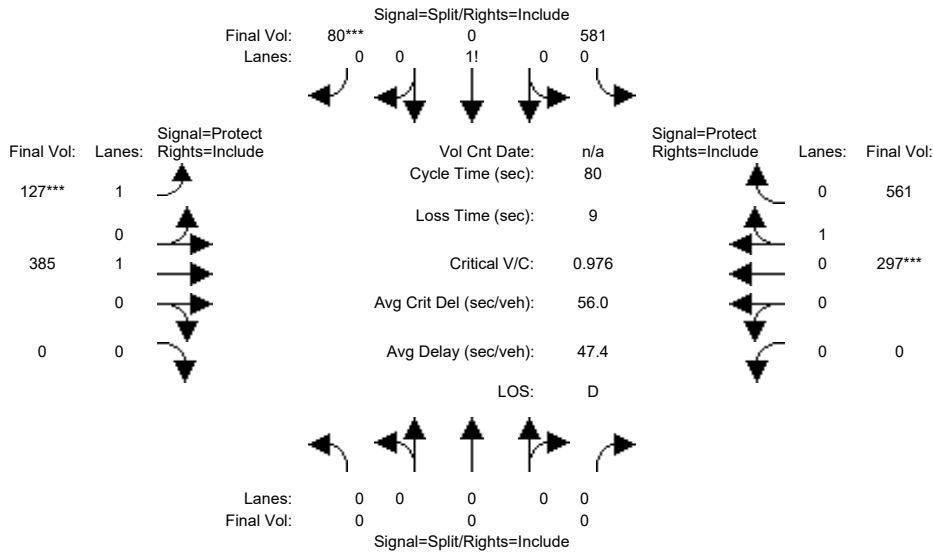 Signal=Split/Rights=Include
Final Vol: 80*** 0 581
Lanes: 0 0 1! 0 0
Signal=Protect
Final Vol: Lanes: Rights=Include
Vol Cnt Date: n/a
Signal=Protect
Rights=Include Lanes: Final Vol:
Cycle Time (sec): 80
127*** 1
0 561
Loss Time (sec): 9
0
1
385 1
Critical V/C: 0.976
0 297***
0
Avg Crit Del (sec/veh): 56.0
0
0 0
Avg Delay (sec/veh): 47.4
0 0
LOS: D
Lanes: 0 0 0 0 0
Final Vol: 0 0 0
Signal=Split/Rights=Include